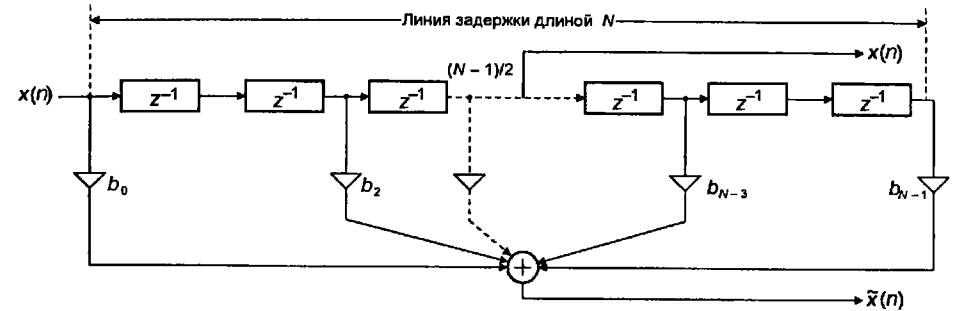 Линия задержки длиной N
x(n)
(N – 1)/2
x(n)
z⁻¹
z⁻¹
z⁻¹
z⁻¹
z⁻¹
z⁻¹
b₀
b₂
b_{N–3}
b_{N–1}
+
x̃(n)